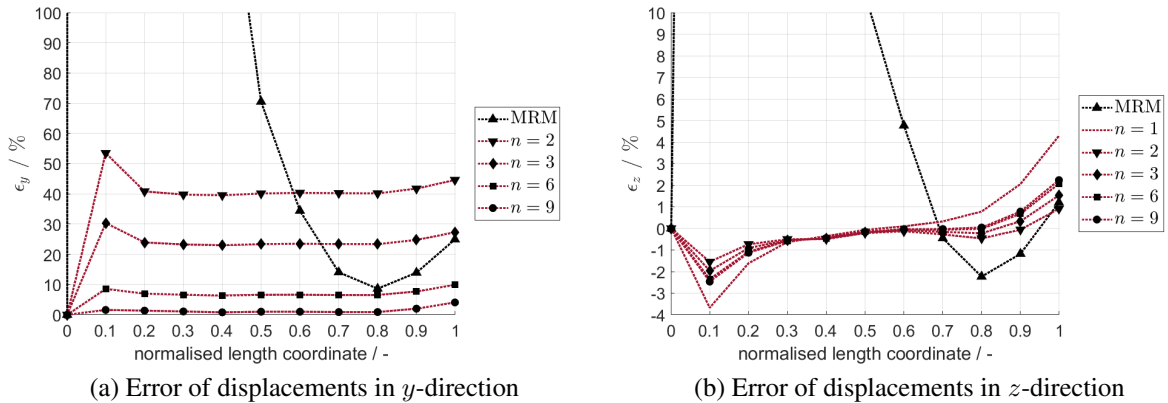 100
90
80
70
60
50
40
30
20
10
0
ϵ_y / %
0 0.1 0.2 0.3 0.4 0.5 0.6 0.7 0.8 0.9 1
normalised length coordinate / -
MRM
n = 2
n = 3
n = 6
n = 9
(a) Error of displacements in y-direction
10
9
8
7
6
5
4
3
2
1
0
-1
-2
-3
-4
ϵ_z / %
0 0.1 0.2 0.3 0.4 0.5 0.6 0.7 0.8 0.9 1
normalised length coordinate / -
MRM
n = 1
n = 2
n = 3
n = 6
n = 9
(b) Error of displacements in z-direction